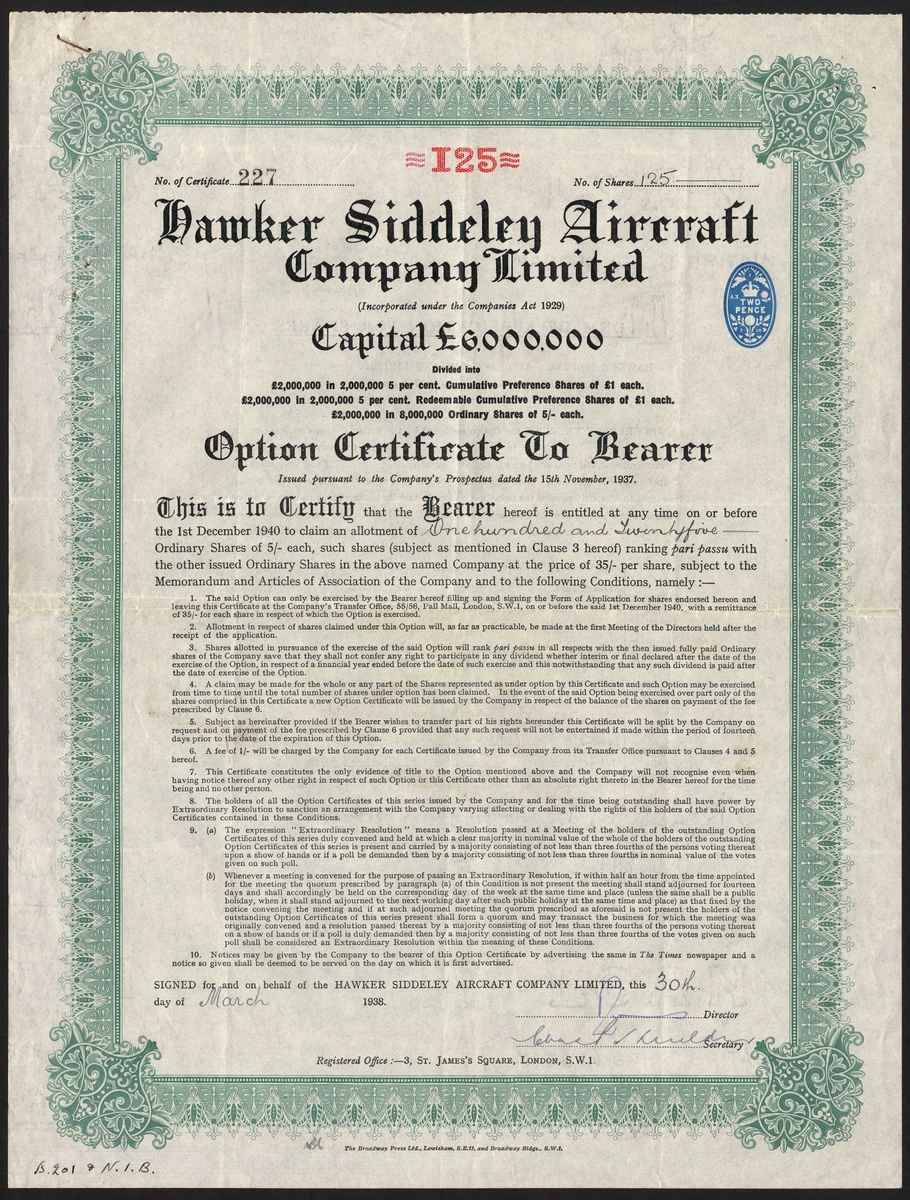 ≈125≈
No. of Certificate 227 No. of Shares 125
Hawker Siddeley Aircraft
Company Limited
(Incorporated under the Companies Act 1929)
AX TWO PENCE
Capital £6,000,000
Divided into
£2,000,000 in 2,000,000 5 per cent. Cumulative Preference Shares of £1 each.
£2,000,000 in 2,000,000 5 per cent. Redeemable Cumulative Preference Shares of £1 each.
£2,000,000 in 8,000,000 Ordinary Shares of 5/- each.
Option Certificate To Bearer
Issued pursuant to the Company's Prospectus dated the 15th November, 1937.
This is to Certify that the Bearer hereof is entitled at any time on or before
the 1st December 1940 to claim an allotment of One hundred and Twenty five —
Ordinary Shares of 5/- each, such shares (subject as mentioned in Clause 3 hereof) ranking pari passu with
the other issued Ordinary Shares in the above named Company at the price of 35/- per share, subject to the
Memorandum and Articles of Association of the Company and to the following Conditions, namely :—
1. The said Option can only be exercised by the Bearer hereof filling up and signing the Form of Application for shares endorsed hereon and
leaving this Certificate at the Company's Transfer Office, 55/56, Pall Mall, London, S.W.1, on or before the said 1st December 1940, with a remittance
of 35/- for each share in respect of which the Option is exercised.
2. Allotment in respect of shares claimed under this Option will, as far as practicable, be made at the first Meeting of the Directors held after the
receipt of the application.
3. Shares allotted in pursuance of the exercise of the said Option will rank pari passu in all respects with the then issued fully paid Ordinary
shares of the Company save that they shall not confer any right to participate in any dividend whether interim or final declared after the date of the
exercise of the Option, in respect of a financial year ended before the date of such exercise and this notwithstanding that any such dividend is paid after
the date of exercise of the Option.
4. A claim may be made for the whole or any part of the Shares represented as under option by this Certificate and such Option may be exercised
from time to time until the total number of shares under option has been claimed. In the event of the said Option being exercised over part only of the
shares comprised in this Certificate a new Option Certificate will be issued by the Company in respect of the balance of the shares on payment of the fee
prescribed by Clause 6.
5. Subject as hereinafter provided if the Bearer wishes to transfer part of his rights hereunder this Certificate will be split by the Company on
request and on payment of the fee prescribed by Clause 6 provided that any such request will not be entertained if made within the period of fourteen
days prior to the date of the expiration of this Option.
6. A fee of 1/- will be charged by the Company for each Certificate issued by the Company from its Transfer Office pursuant to Clauses 4 and 5
hereof.
7. This Certificate constitutes the only evidence of title to the Option mentioned above and the Company will not recognise even when
having notice thereof any other right in respect of such Option or this Certificate other than an absolute right thereto in the Bearer hereof for the time
being and no other person.
8. The holders of all the Option Certificates of this series issued by the Company and for the time being outstanding shall have power by
Extraordinary Resolution to sanction an arrangement with the Company varying affecting or dealing with the rights of the holders of the said Option
Certificates contained in these Conditions.
9. (a) The expression "Extraordinary Resolution" means a Resolution passed at a Meeting of the holders of the outstanding Option
Certificates of this series duly convened and held at which a clear majority in nominal value of the whole of the holders of the outstanding
Option Certificates of this series is present and carried by a majority consisting of not less than three fourths of the persons voting thereat
upon a show of hands or if a poll be demanded then by a majority consisting of not less than three fourths in nominal value of the votes
given on such poll.
(b) Whenever a meeting is convened for the purpose of passing an Extraordinary Resolution, if within half an hour from the time appointed
for the meeting the quorum prescribed by paragraph (a) of this Condition is not present the meeting shall stand adjourned for fourteen
days and shall accordingly be held on the corresponding day of the week at the same time and place (unless the same shall be a public
holiday, when it shall stand adjourned to the next working day after such public holiday at the same time and place) as that fixed by the
notice convening the meeting and if at such adjourned meeting the quorum prescribed as aforesaid is not present the holders of the
outstanding Option Certificates of this series present shall form a quorum and may transact the business for which the meeting was
originally convened and a resolution passed thereat by a majority consisting of not less than three fourths of the persons voting thereat
on a show of hands or if a poll is duly demanded then by a majority consisting of not less than three fourths of the votes given on such
poll shall be considered an Extraordinary Resolution within the meaning of these Conditions.
10. Notices may be given by the Company to the bearer of this Option Certificate by advertising the same in The Times newspaper and a
notice so given shall be deemed to be served on the day on which it is first advertised.
SIGNED for and on behalf of the HAWKER SIDDELEY AIRCRAFT COMPANY LIMITED, this 30th.
day of March 1938.
Director
Secretary
Registered Office :—3, ST. JAMES'S SQUARE, LONDON, S.W.1.
The Broadway Press Ltd., Lewisham, S.E.13, and Broadway Bldgs., S.W.1.
B.201 & N.I.B.